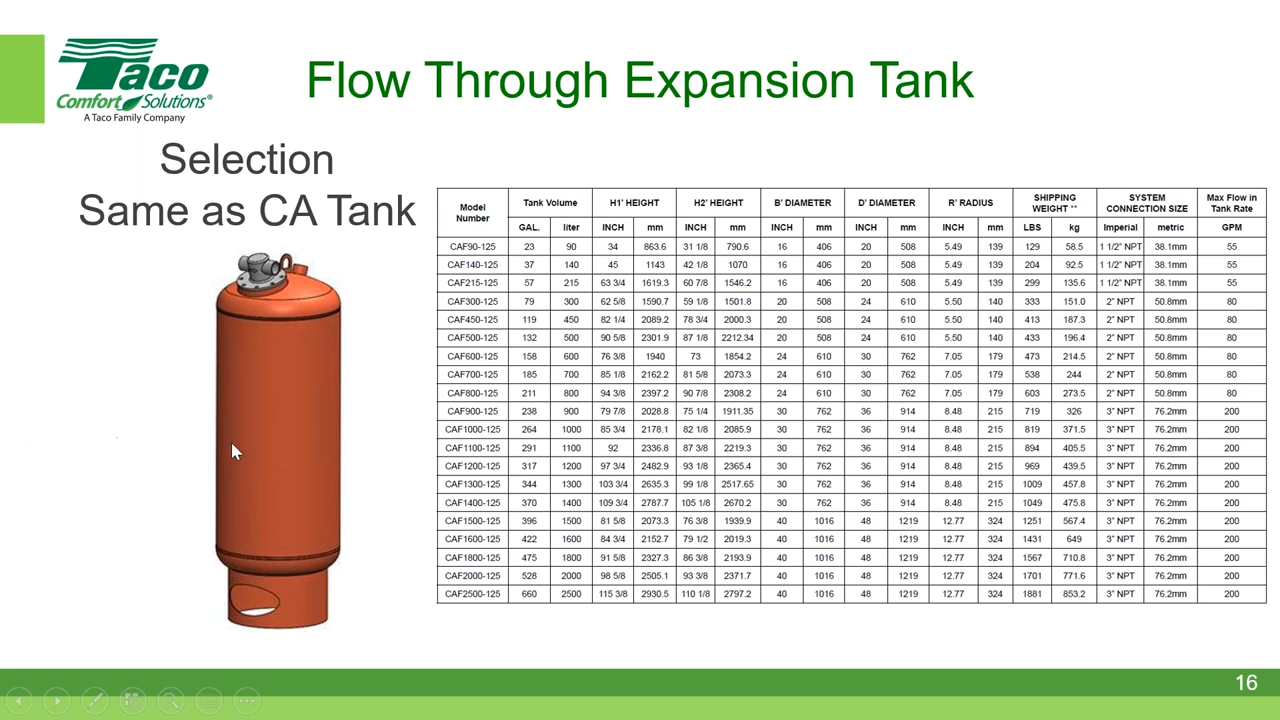 Taco
Comfort Solutions®
A Taco Family Company
Flow Through Expansion Tank
Selection
Same as CA Tank
Model Number | Tank Volume | H1' HEIGHT | H2' HEIGHT | B' DIAMETER | D' DIAMETER | R' RADIUS | SHIPPING WEIGHT ** | SYSTEM CONNECTION SIZE | Max Flow in Tank Rate
GAL. | liter | INCH | mm | INCH | mm | INCH | mm | INCH | mm | INCH | mm | LBS | kg | Imperial | metric | GPM
CAF90-125 | 23 | 90 | 34 | 863.6 | 31 1/8 | 790.6 | 16 | 406 | 20 | 508 | 5.49 | 139 | 129 | 58.5 | 1 1/2" NPT | 38.1mm | 55
CAF140-125 | 37 | 140 | 45 | 1143 | 42 1/8 | 1070 | 16 | 406 | 20 | 508 | 5.49 | 139 | 204 | 92.5 | 1 1/2" NPT | 38.1mm | 55
CAF215-125 | 57 | 215 | 63 3/4 | 1619.3 | 60 7/8 | 1546.2 | 16 | 406 | 20 | 508 | 5.49 | 139 | 299 | 135.6 | 1 1/2" NPT | 38.1mm | 55
CAF300-125 | 79 | 300 | 62 5/8 | 1590.7 | 59 1/8 | 1501.8 | 20 | 508 | 24 | 610 | 5.50 | 140 | 333 | 151.0 | 2" NPT | 50.8mm | 80
CAF450-125 | 119 | 450 | 82 1/4 | 2089.2 | 78 3/4 | 2000.3 | 20 | 508 | 24 | 610 | 5.50 | 140 | 413 | 187.3 | 2" NPT | 50.8mm | 80
CAF500-125 | 132 | 500 | 90 5/8 | 2301.9 | 87 1/8 | 2212.34 | 20 | 508 | 24 | 610 | 5.50 | 140 | 433 | 196.4 | 2" NPT | 50.8mm | 80
CAF600-125 | 158 | 600 | 76 3/8 | 1940 | 73 | 1854.2 | 24 | 610 | 30 | 762 | 7.05 | 179 | 473 | 214.5 | 2" NPT | 50.8mm | 80
CAF700-125 | 185 | 700 | 85 1/8 | 2162.2 | 81 5/8 | 2073.3 | 24 | 610 | 30 | 762 | 7.05 | 179 | 538 | 244 | 2" NPT | 50.8mm | 80
CAF800-125 | 211 | 800 | 94 3/8 | 2397.2 | 90 7/8 | 2308.2 | 24 | 610 | 30 | 762 | 7.05 | 179 | 603 | 273.5 | 2" NPT | 50.8mm | 80
CAF900-125 | 238 | 900 | 79 7/8 | 2028.8 | 75 1/4 | 1911.35 | 30 | 762 | 36 | 914 | 8.48 | 215 | 719 | 326 | 3" NPT | 76.2mm | 200
CAF1000-125 | 264 | 1000 | 85 3/4 | 2178.1 | 82 1/8 | 2085.9 | 30 | 762 | 36 | 914 | 8.48 | 215 | 819 | 371.5 | 3" NPT | 76.2mm | 200
CAF1100-125 | 291 | 1100 | 92 | 2336.8 | 87 3/8 | 2219.3 | 30 | 762 | 36 | 914 | 8.48 | 215 | 894 | 405.5 | 3" NPT | 76.2mm | 200
CAF1200-125 | 317 | 1200 | 97 3/4 | 2482.9 | 93 1/8 | 2365.4 | 30 | 762 | 36 | 914 | 8.48 | 215 | 969 | 439.5 | 3" NPT | 76.2mm | 200
CAF1300-125 | 344 | 1300 | 103 3/4 | 2635.3 | 99 1/8 | 2517.65 | 30 | 762 | 36 | 914 | 8.48 | 215 | 1009 | 457.8 | 3" NPT | 76.2mm | 200
CAF1400-125 | 370 | 1400 | 109 3/4 | 2787.7 | 105 1/8 | 2670.2 | 30 | 762 | 36 | 914 | 8.48 | 215 | 1049 | 475.8 | 3" NPT | 76.2mm | 200
CAF1500-125 | 396 | 1500 | 81 5/8 | 2073.3 | 76 3/8 | 1939.9 | 40 | 1016 | 48 | 1219 | 12.77 | 324 | 1251 | 567.4 | 3" NPT | 76.2mm | 200
CAF1600-125 | 422 | 1600 | 84 3/4 | 2152.7 | 79 1/2 | 2019.3 | 40 | 1016 | 48 | 1219 | 12.77 | 324 | 1431 | 649 | 3" NPT | 76.2mm | 200
CAF1800-125 | 475 | 1800 | 91 5/8 | 2327.3 | 86 3/8 | 2193.9 | 40 | 1016 | 48 | 1219 | 12.77 | 324 | 1567 | 710.8 | 3" NPT | 76.2mm | 200
CAF2000-125 | 528 | 2000 | 98 5/8 | 2505.1 | 93 3/8 | 2371.7 | 40 | 1016 | 48 | 1219 | 12.77 | 324 | 1701 | 771.6 | 3" NPT | 76.2mm | 200
CAF2500-125 | 660 | 2500 | 115 3/8 | 2930.5 | 110 1/8 | 2797.2 | 40 | 1016 | 48 | 1219 | 12.77 | 324 | 1881 | 853.2 | 3" NPT | 76.2mm | 200
16